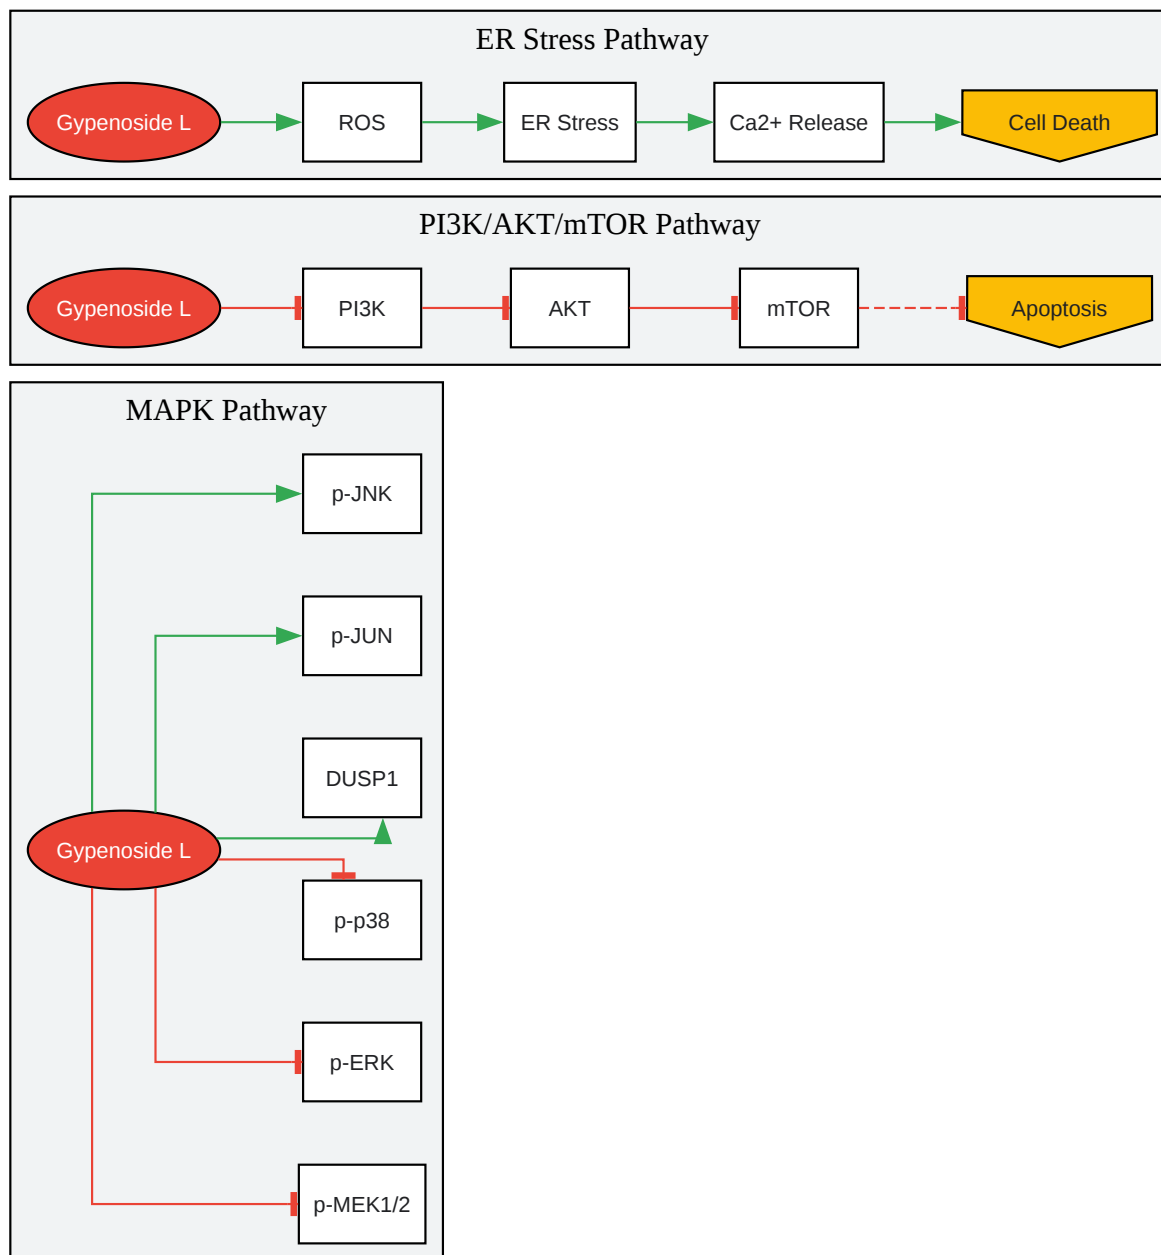 ER Stress Pathway
Gypenoside L
ROS
ER Stress
Ca2+ Release
Cell Death
PI3K/AKT/mTOR Pathway
Gypenoside L
PI3K
AKT
mTOR
Apoptosis
MAPK Pathway
p-JNK
p-JUN
DUSP1
Gypenoside L
p-p38
p-ERK
p-MEK1/2